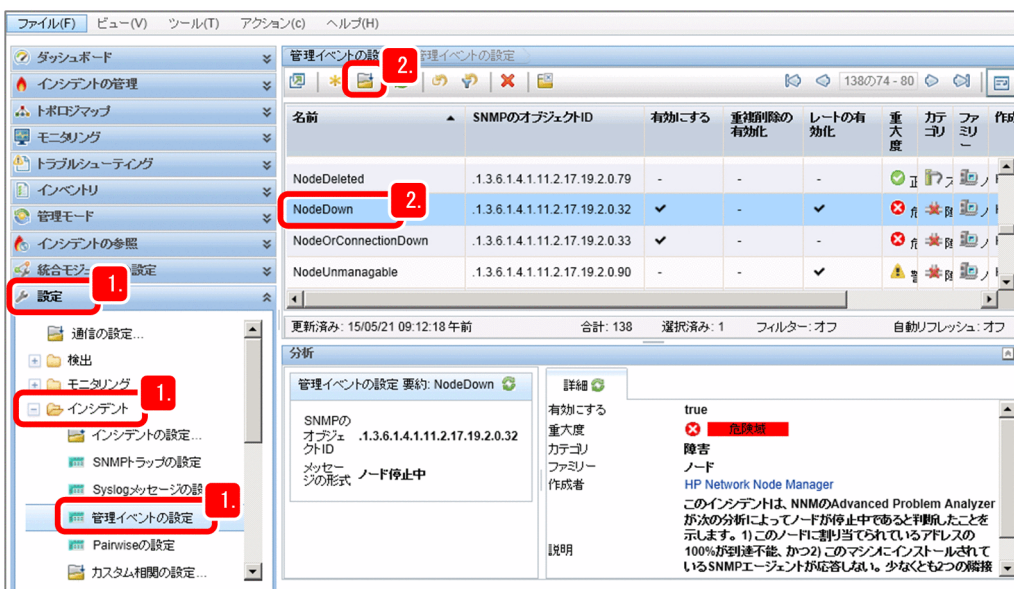 ファイル(F) ビュー(V) ツール(T) アクション(c) ヘルプ(H)
ダッシュボード
インシデントの管理
トポロジマップ
モニタリング
トラブルシューティング
インベントリ
管理モード
インシデントの参照
統合モジュ 設定
1.
設定
通信の設定...
検出
モニタリング
1.
インシデント
インシデントの設定...
SNMPトラップの設定
Syslogメッセージの設
1.
管理イベントの設定
Pairwiseの設定
カスタム相関の設定...
管理イベントの設 管理イベントの設定
2.
138の74 - 80
名前 SNMPのオブジェクトID 有効にする 重複削除の有効化 レートの有効化 重大度 カテゴリ ファミリー 作成
NodeDeleted .1.3.6.1.4.1.11.2.17.19.2.0.79 - - -
NodeDown .1.3.6.1.4.1.11.2.17.19.2.0.32 ✔ - ✔
2.
NodeOrConnectionDown .1.3.6.1.4.1.11.2.17.19.2.0.33 ✔ - -
NodeUnmanagable .1.3.6.1.4.1.11.2.17.19.2.0.90 - - ✔
更新済み: 15/05/21 09:12:18 午前 合計: 138 選択済み: 1 フィルター: オフ 自動リフレッシュ: オフ
分析
管理イベントの設定 要約: NodeDown
SNMPの
オブジェ .1.3.6.1.4.1.11.2.17.19.2.0.32
クトID
メッセー
ジの形式 ノード停止中
詳細
有効にする true
重大度 危険域
カテゴリ 障害
ファミリー ノード
作成者 HP Network Node Manager
説明
このインシデントは、NNMのAdvanced Problem Analyzer
が次の分析によってノードが停止中であると判断したことを
示します。1)このノードに割り当てられているアドレスの
100%が到達不能、かつ2)このマシンにインストールされて
いるSNMPエージェントが応答しない。少なくとも2つの隣接